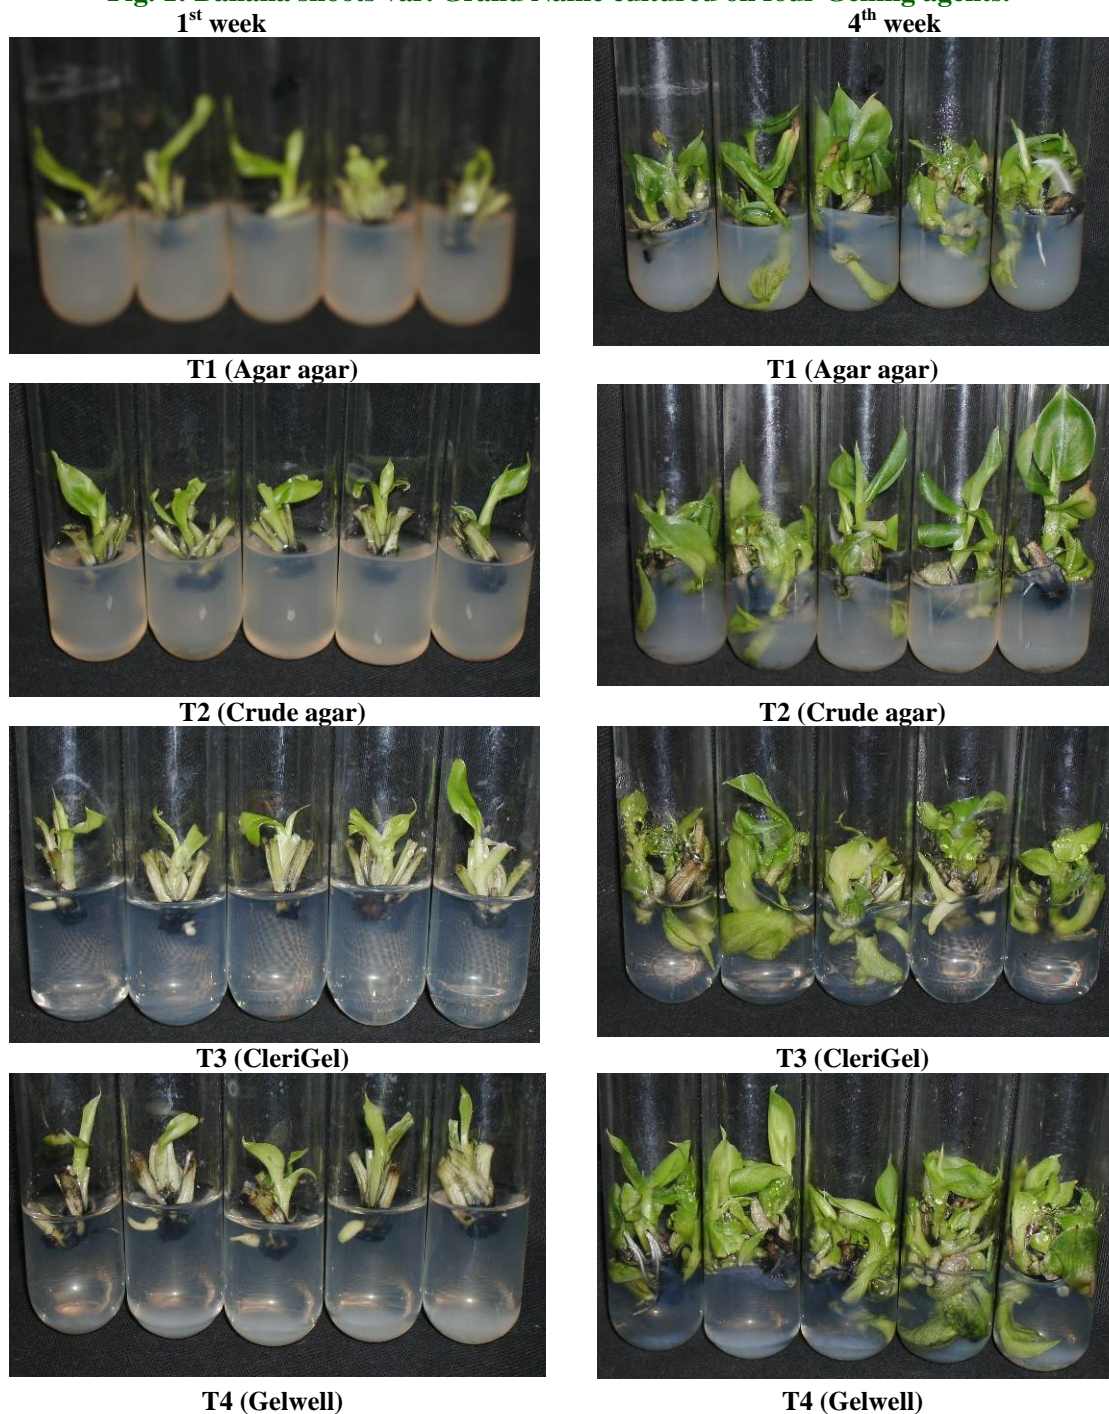 1st week 4th week
T1 (Agar agar) T1 (Agar agar)
T2 (Crude agar) T2 (Crude agar)
T3 (CleriGel) T3 (CleriGel)
T4 (Gelwell) T4 (Gelwell)